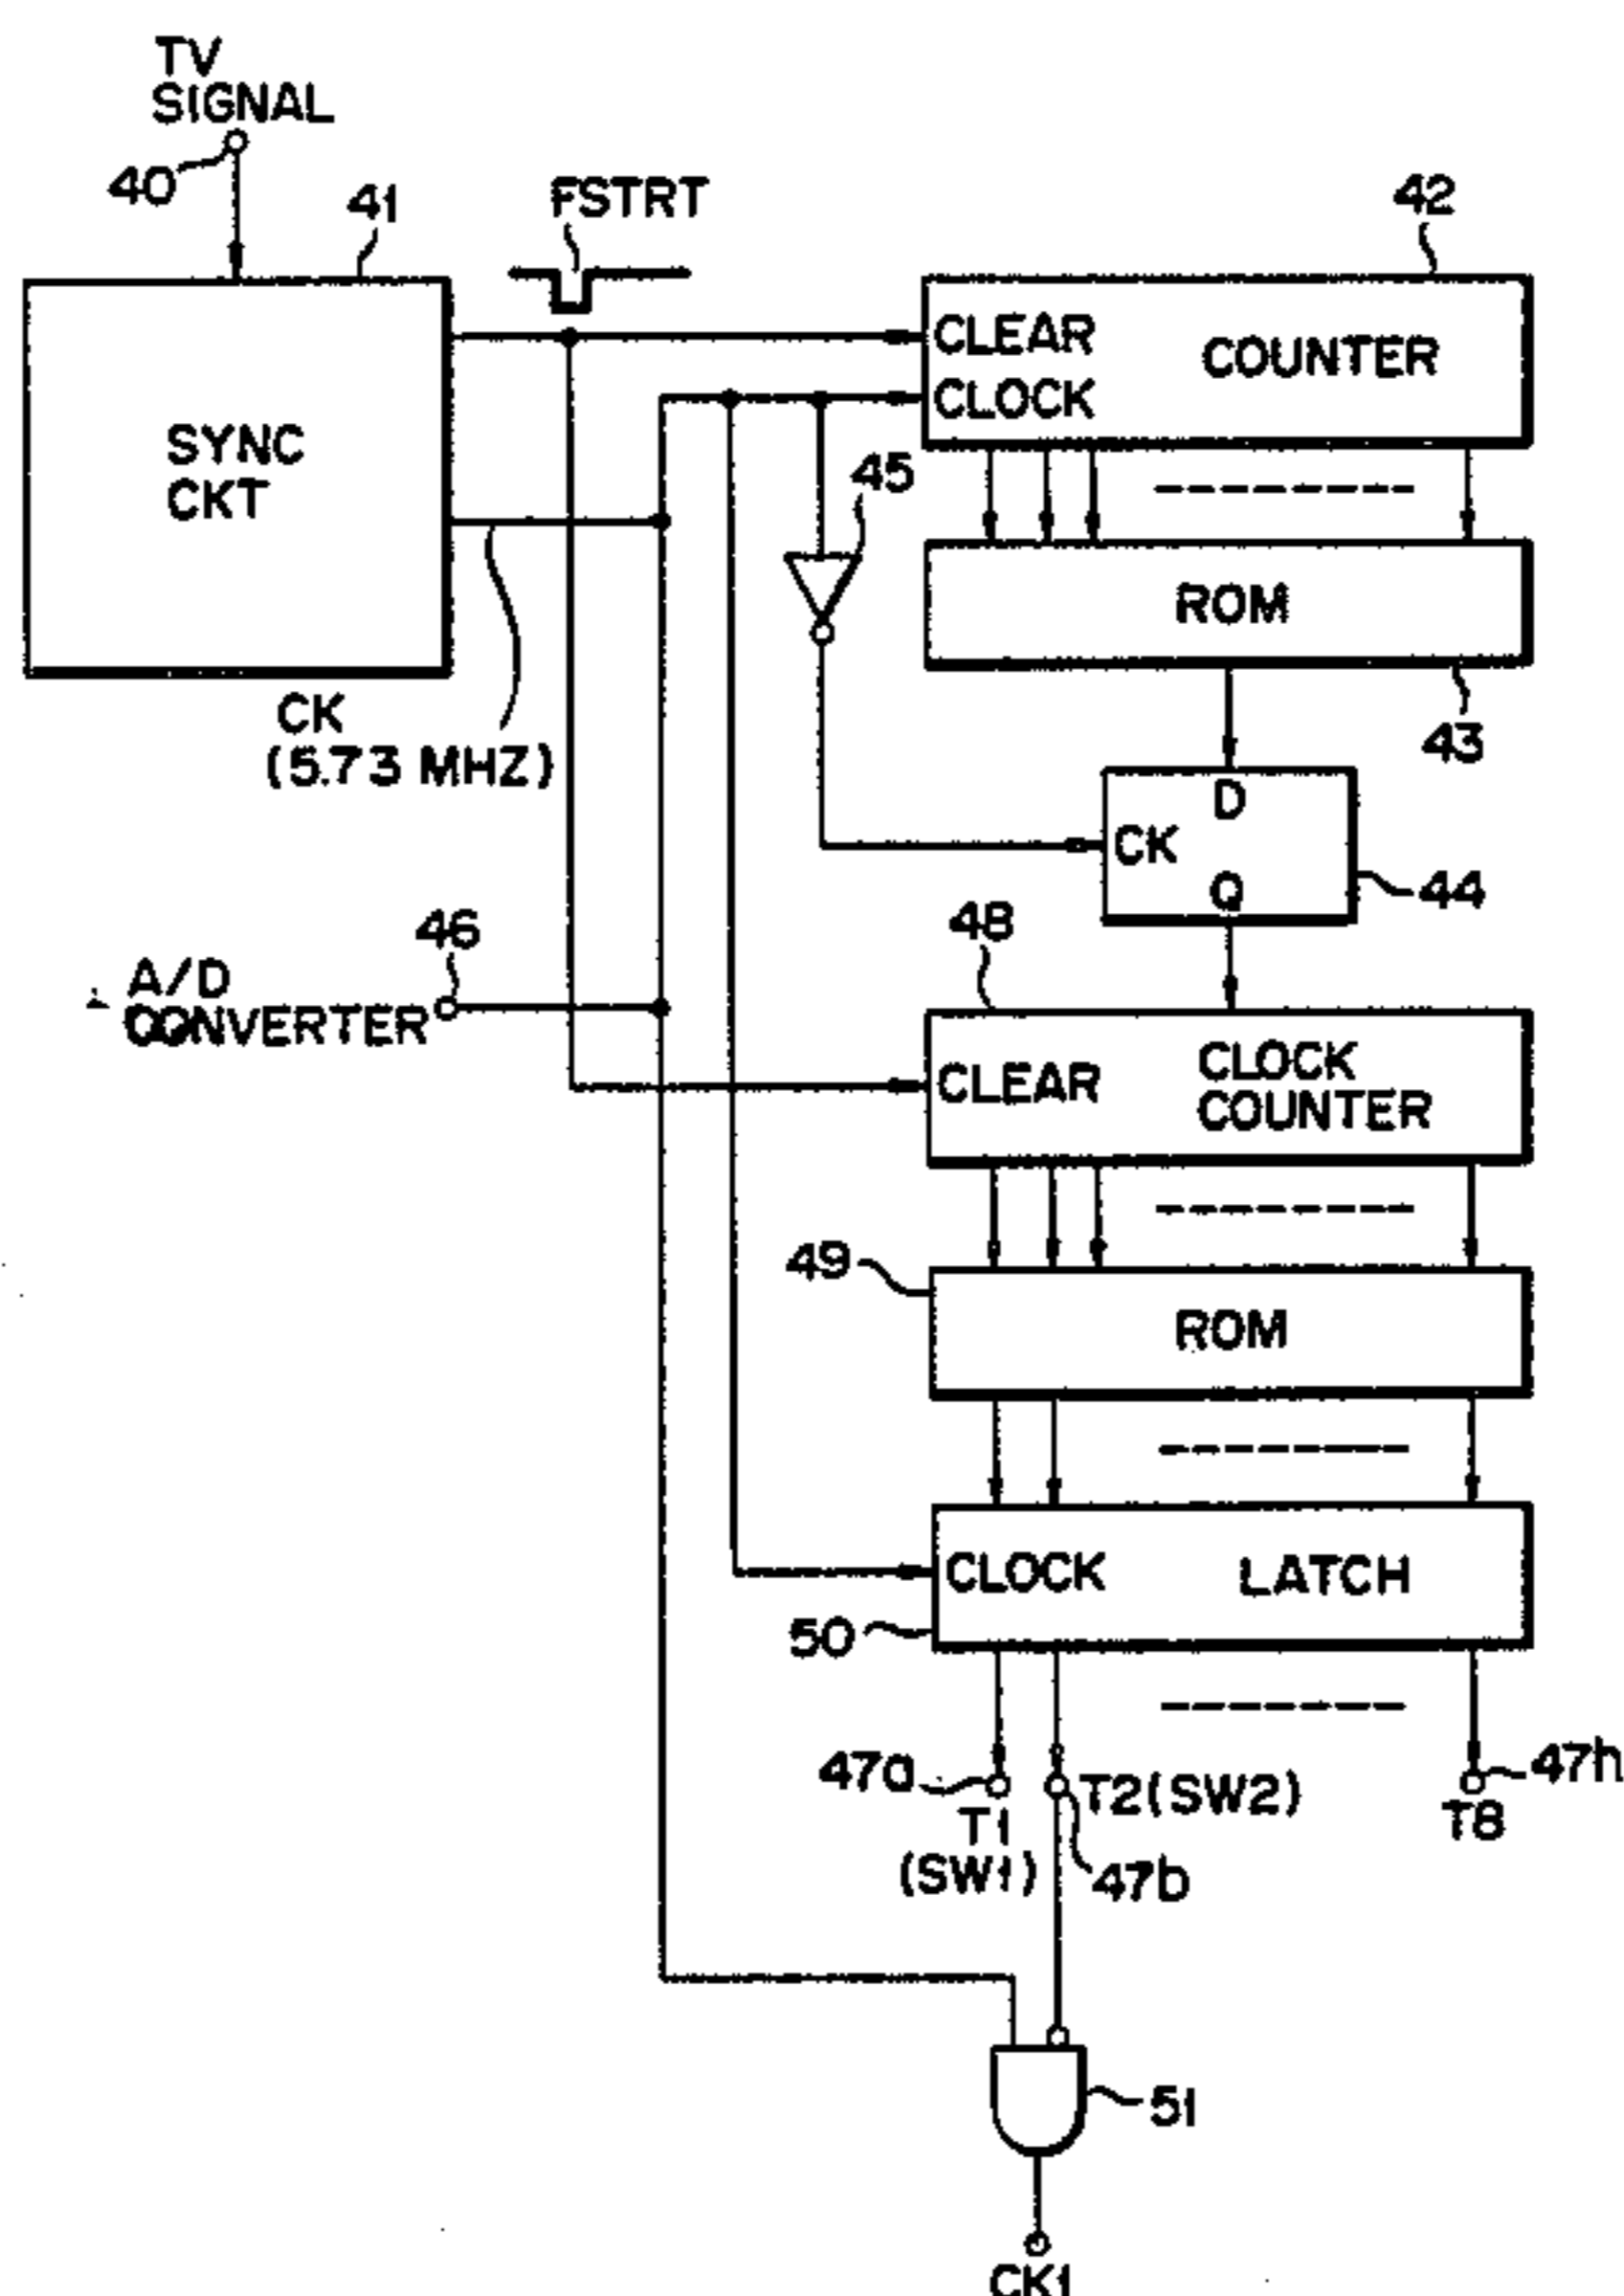 TV
SIGNAL
40
41
FSTRT
42
CLEAR
COUNTER
CLOCK
SYNC
CKT
45
ROM
CK
(5.73 MHZ)
43
D
CK
Q
44
46
48
A/D
CONVERTER
CLEAR
CLOCK
COUNTER
49
ROM
CLOCK
LATCH
50
47a
T1
(SW1)
T2(SW2)
47b
47h
T8
51
CK1